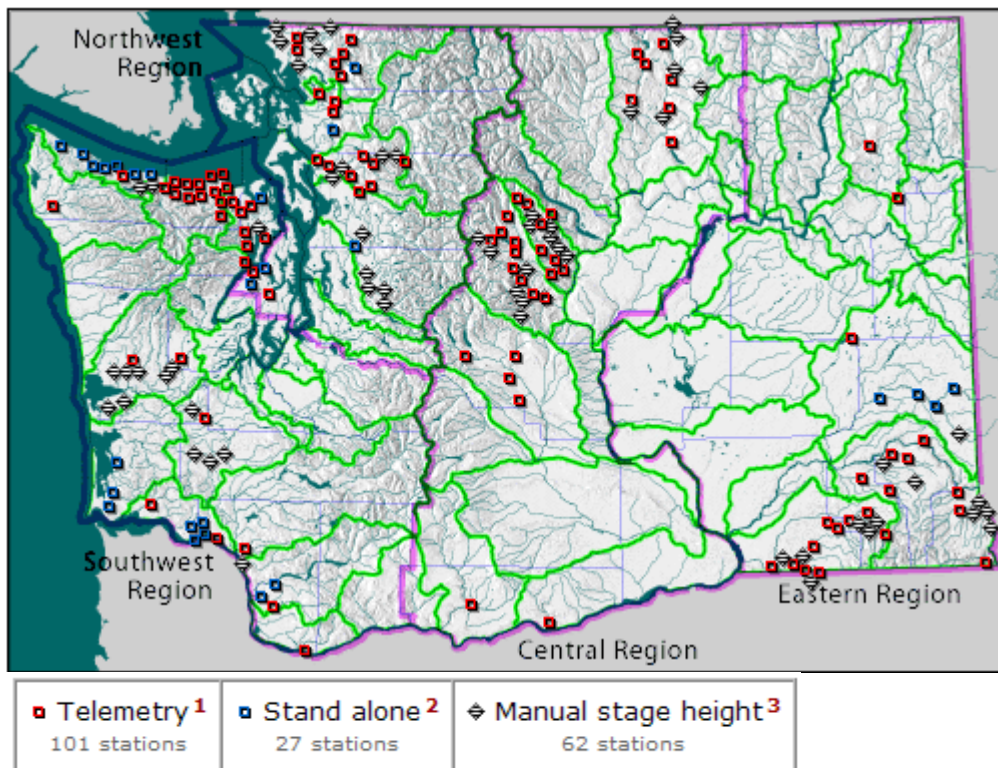 Northwest
Region
Southwest
Region
Eastern Region
Central Region
Telemetry 1
101 stations
Stand alone 2
27 stations
Manual stage height 3
62 stations